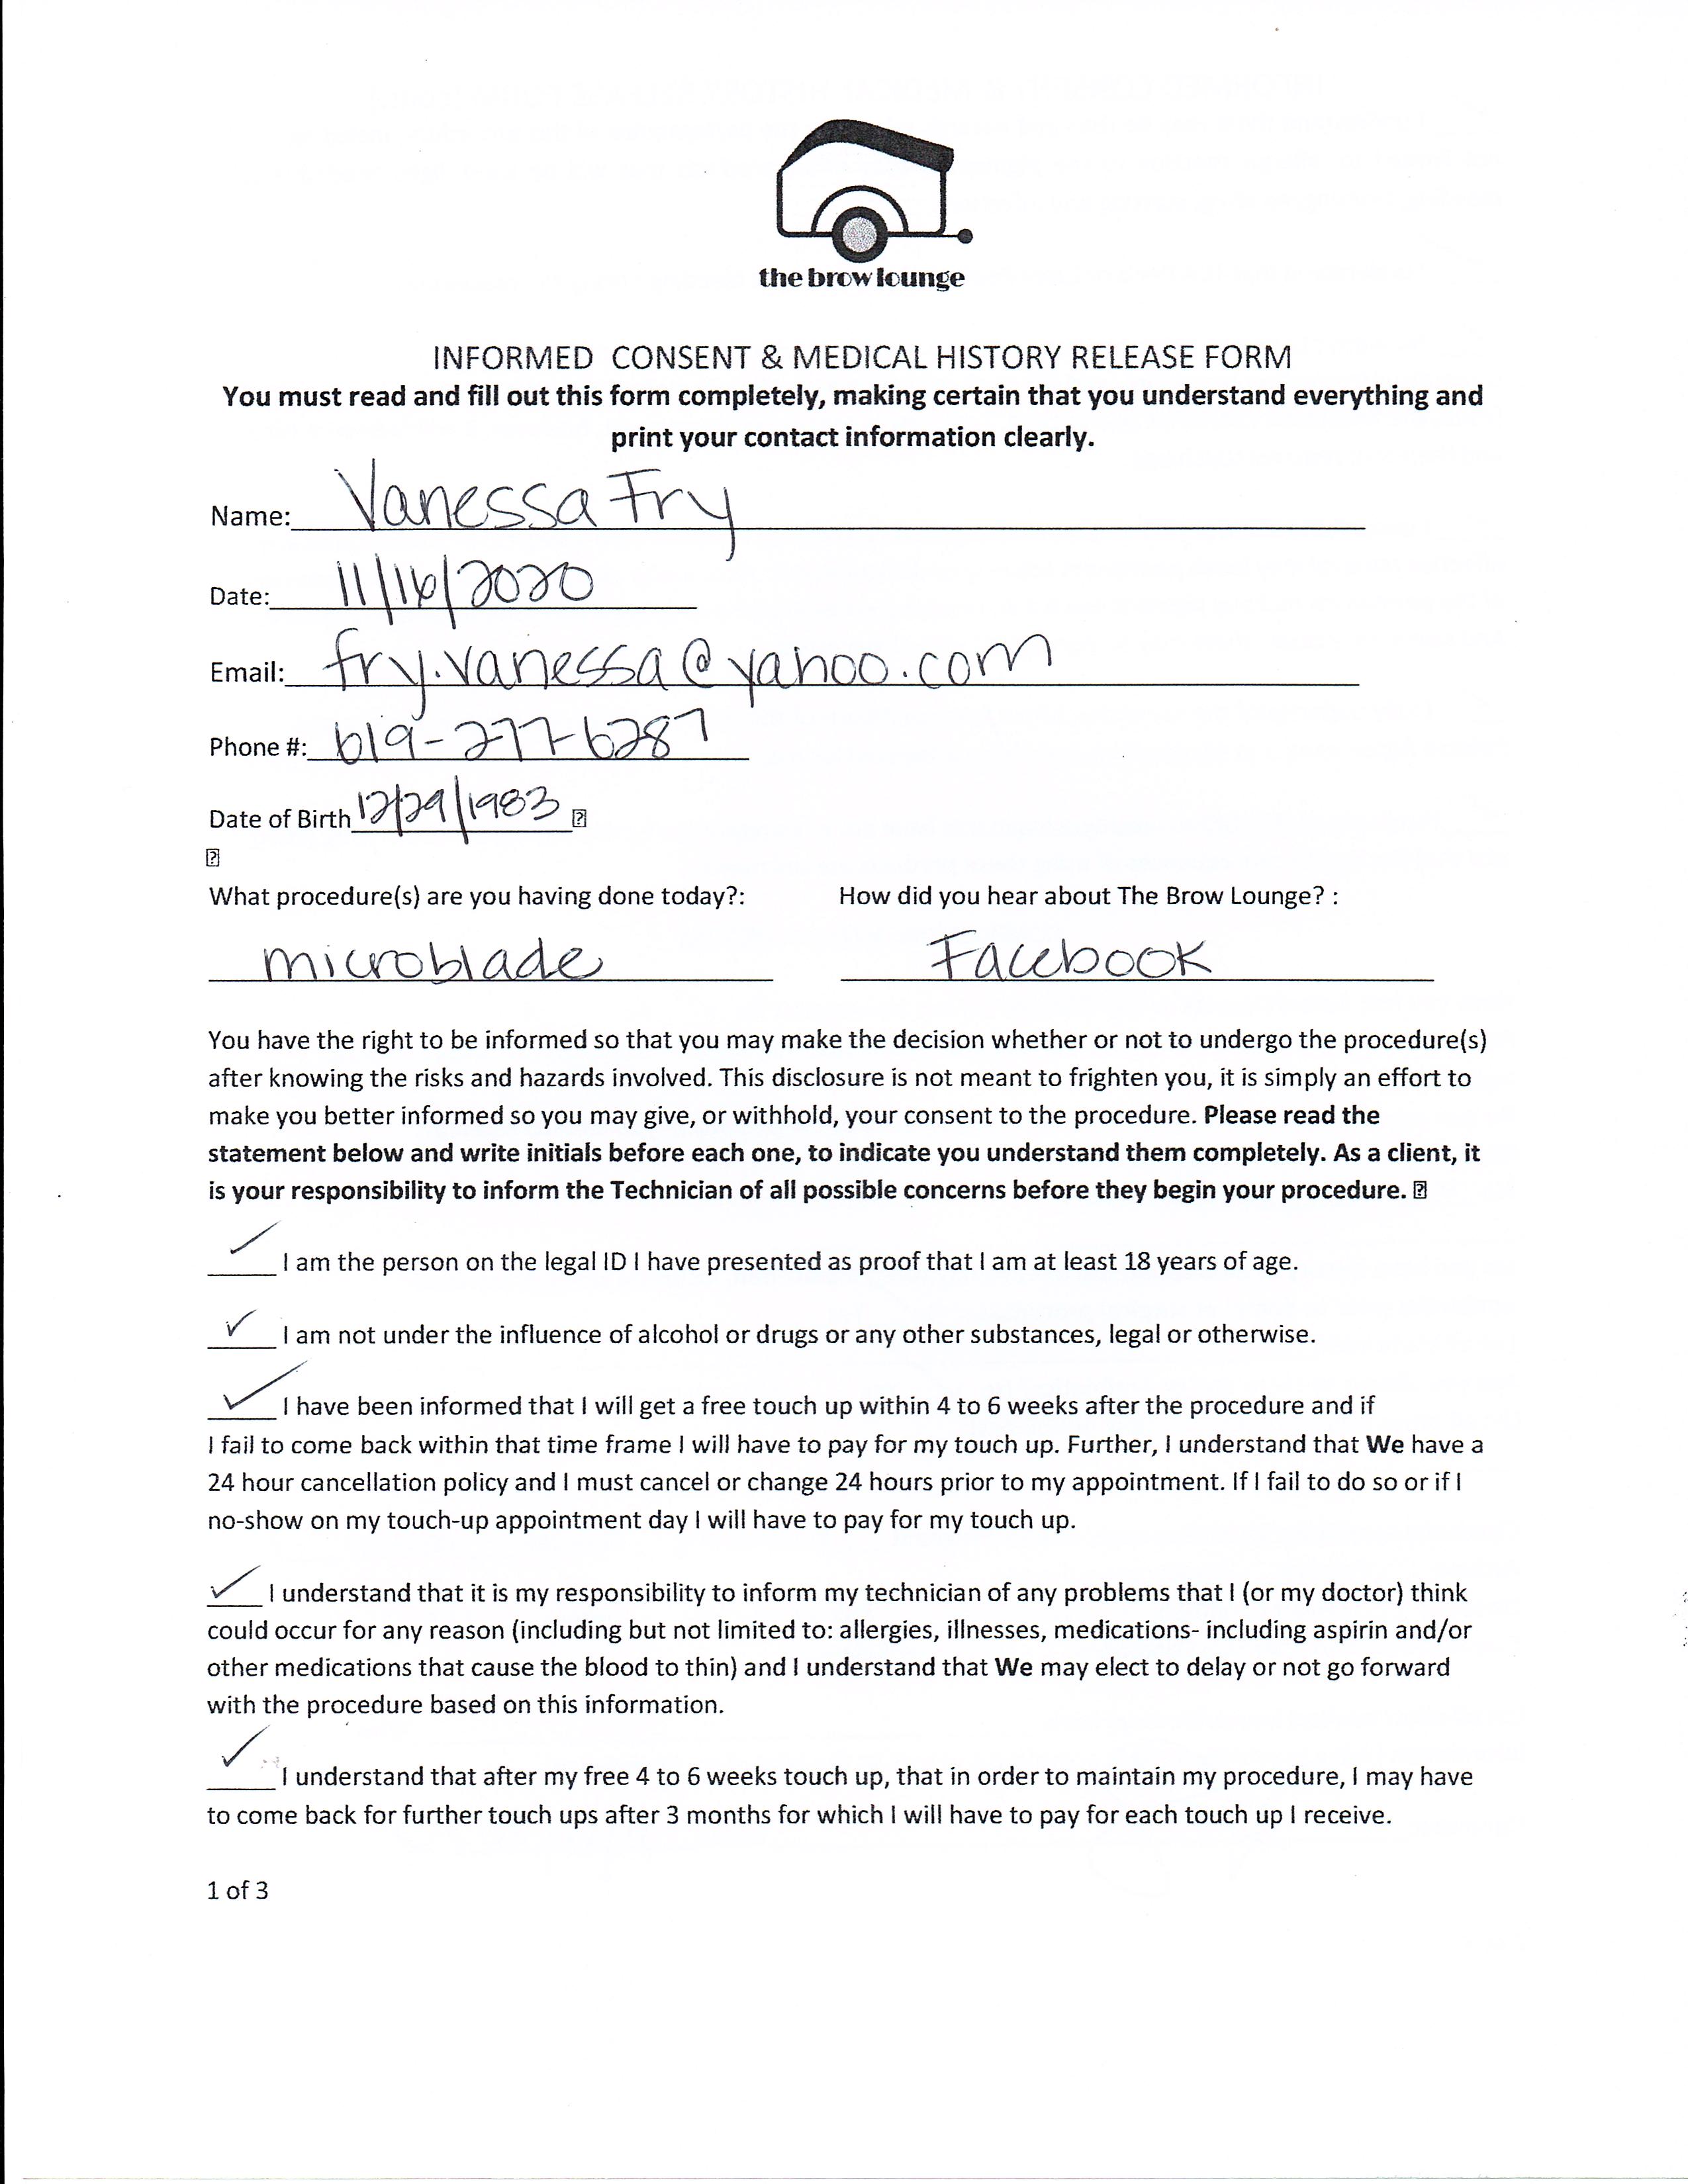 the brow lounge
INFORMED CONSENT & MEDICAL HISTORY RELEASE FORM
You must read and fill out this form completely, making certain that you understand everything and
print your contact information clearly.
Name: Vanessa Fry
Date: 11/16/2020
Email: fry.vanessa@yahoo.com
Phone #: 619-277-6287
Date of Birth 12/29/1983
What procedure(s) are you having done today?: How did you hear about The Brow Lounge? :
microblade Facebook
You have the right to be informed so that you may make the decision whether or not to undergo the procedure(s)
after knowing the risks and hazards involved. This disclosure is not meant to frighten you, it is simply an effort to
make you better informed so you may give, or withhold, your consent to the procedure. Please read the
statement below and write initials before each one, to indicate you understand them completely. As a client, it
is your responsibility to inform the Technician of all possible concerns before they begin your procedure.
✓ I am the person on the legal ID I have presented as proof that I am at least 18 years of age.
✓ I am not under the influence of alcohol or drugs or any other substances, legal or otherwise.
✓ I have been informed that I will get a free touch up within 4 to 6 weeks after the procedure and if
I fail to come back within that time frame I will have to pay for my touch up. Further, I understand that We have a
24 hour cancellation policy and I must cancel or change 24 hours prior to my appointment. If I fail to do so or if I
no-show on my touch-up appointment day I will have to pay for my touch up.
✓ I understand that it is my responsibility to inform my technician of any problems that I (or my doctor) think
could occur for any reason (including but not limited to: allergies, illnesses, medications- including aspirin and/or
other medications that cause the blood to thin) and I understand that We may elect to delay or not go forward
with the procedure based on this information.
✓ I understand that after my free 4 to 6 weeks touch up, that in order to maintain my procedure, I may have
to come back for further touch ups after 3 months for which I will have to pay for each touch up I receive.
1 of 3